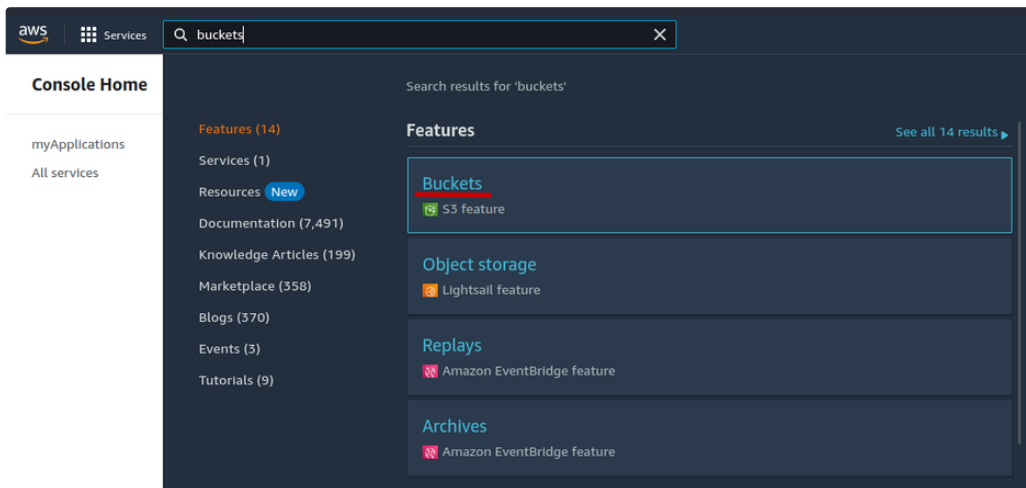 aws
Services
buckets
Console Home
myApplications
All services
Search results for 'buckets'
Features (14)
Services (1)
Resources New
Documentation (7,491)
Knowledge Articles (199)
Marketplace (358)
Blogs (370)
Events (3)
Tutorials (9)
Features
See all 14 results
Buckets
S3 feature
Object storage
Lightsail feature
Replays
Amazon EventBridge feature
Archives
Amazon EventBridge feature